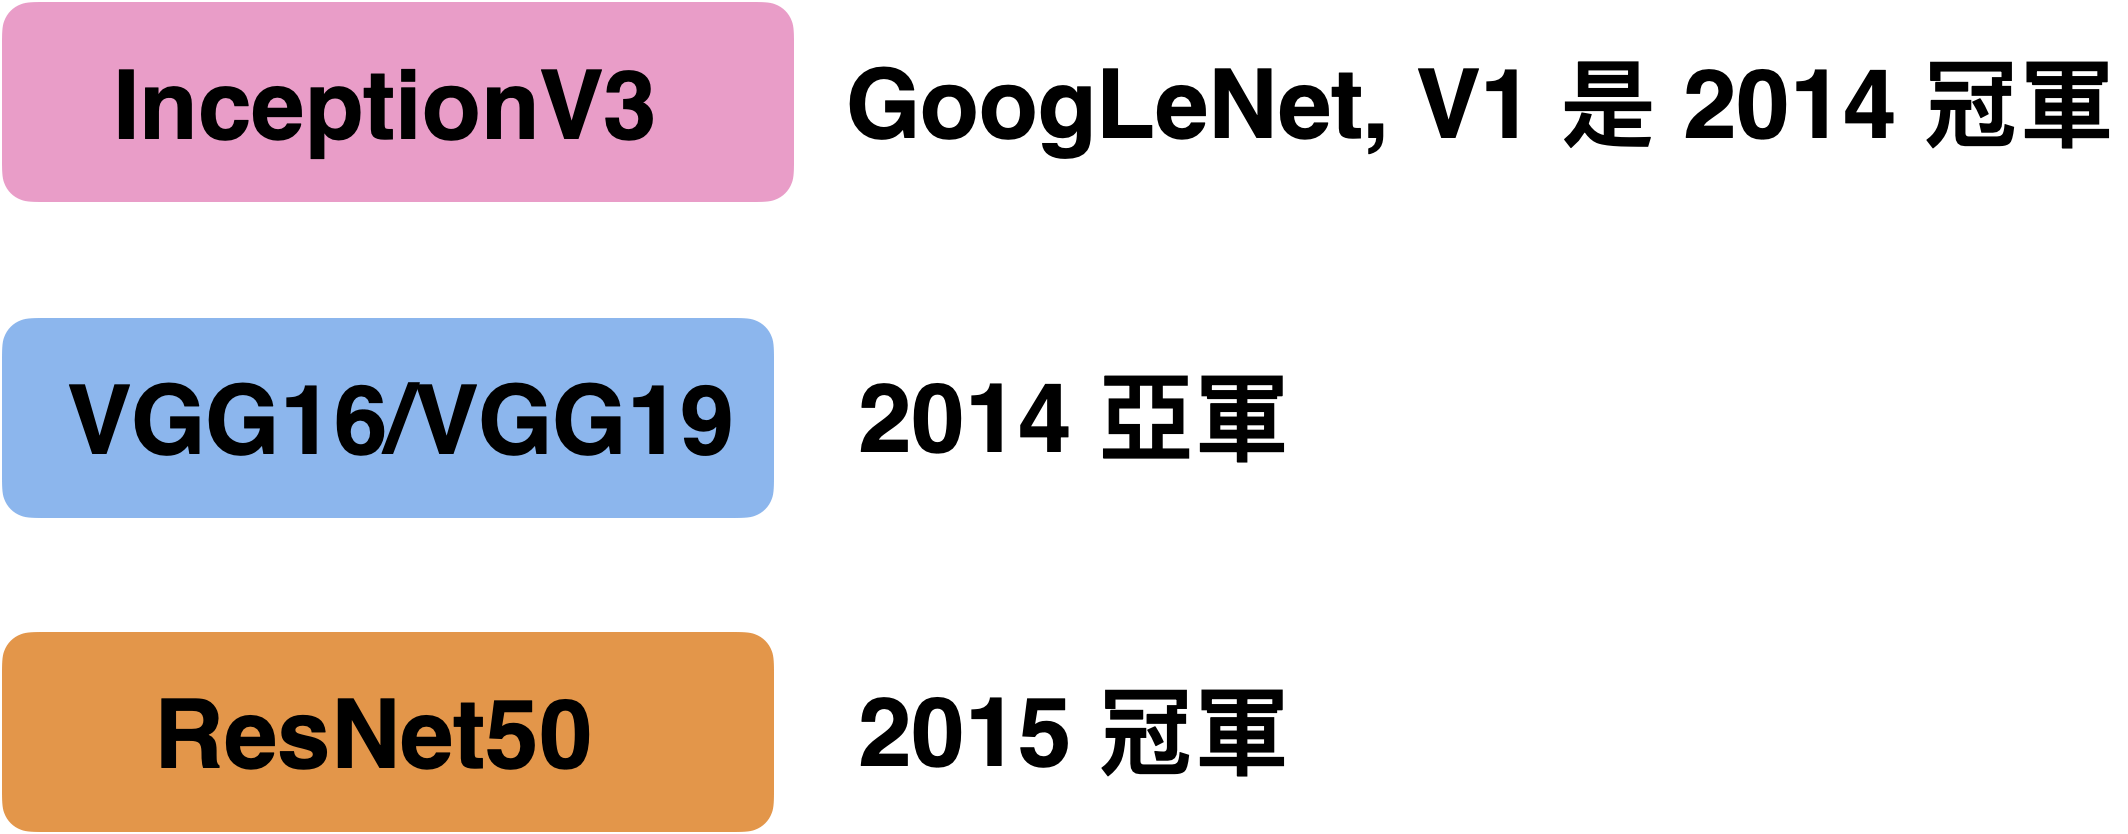 InceptionV3 GoogLeNet, V1 是 2014 冠軍
VGG16/VGG19 2014 亞軍
ResNet50 2015 冠軍